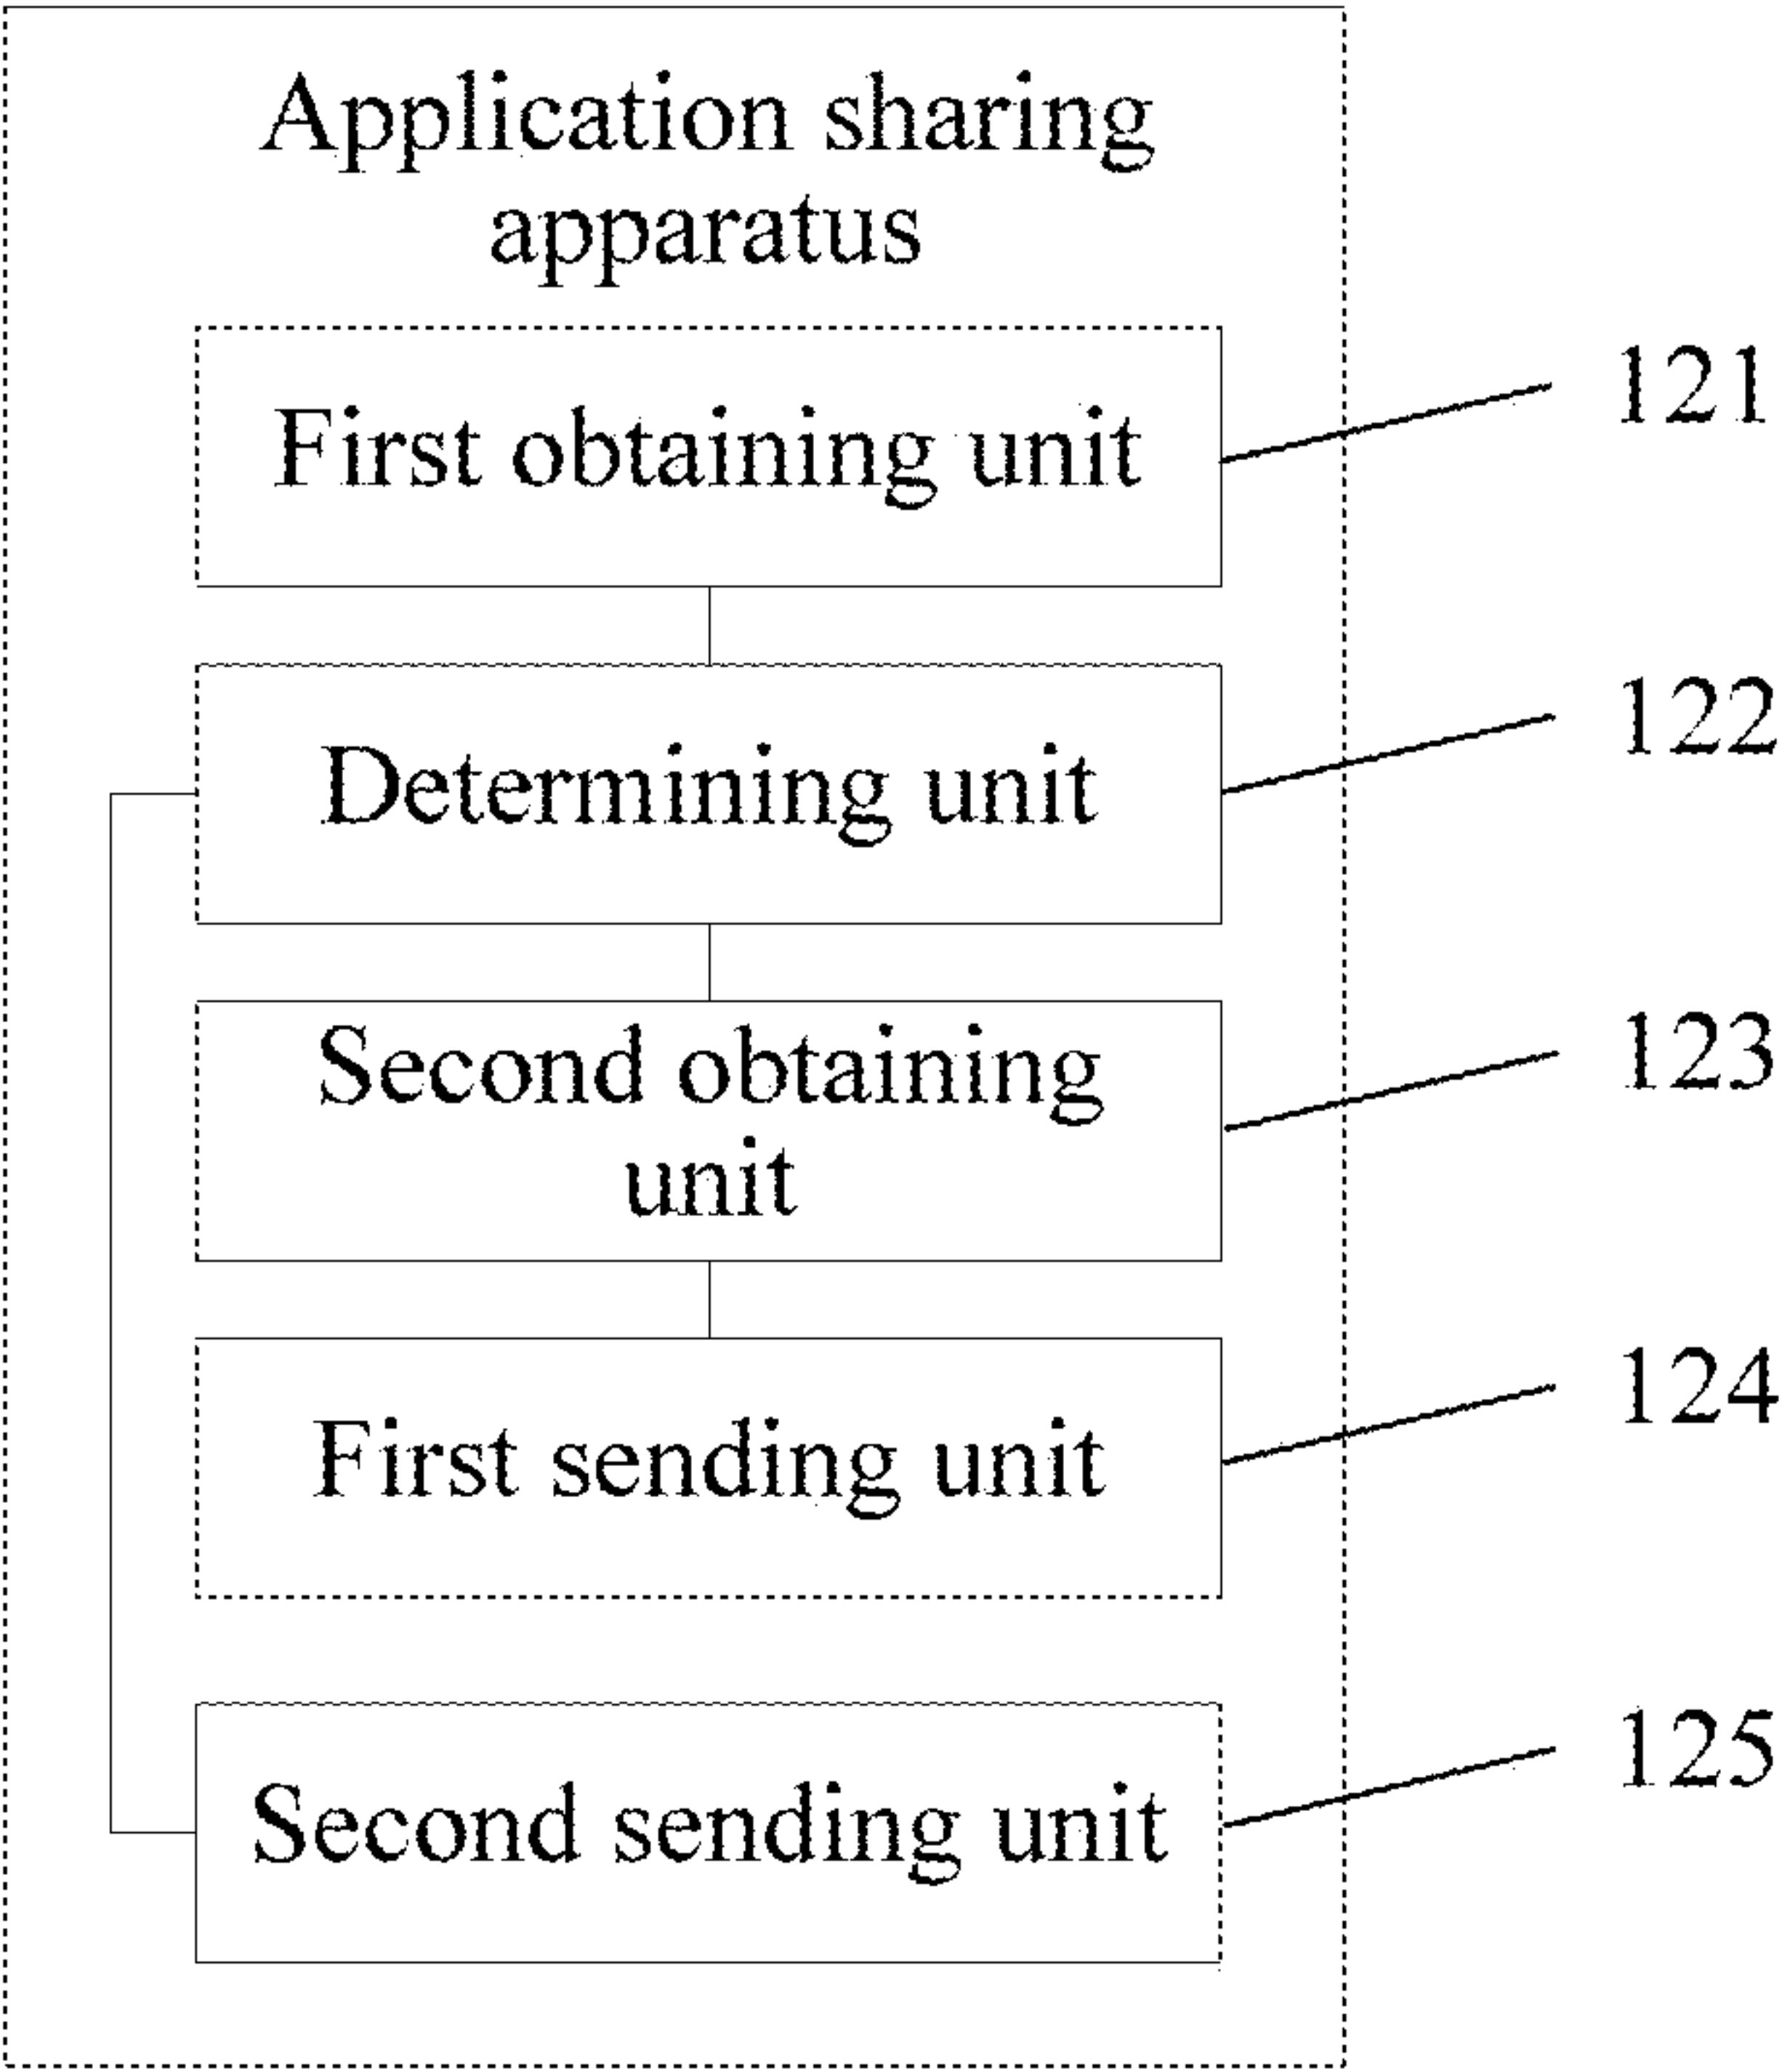 Application sharing
apparatus
First obtaining unit
121
Determining unit
122
Second obtaining
unit
123
First sending unit
124
Second sending unit
125